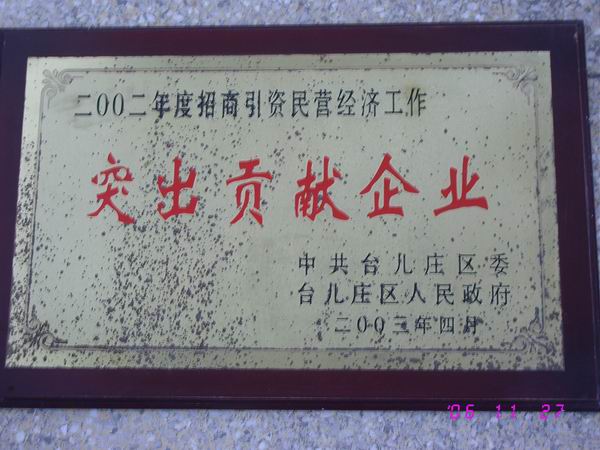 二00二年度招商引资民营经济工作
突出贡献企业
中共台儿庄区委
台儿庄区人民政府
二00三年四月
'06 11 27